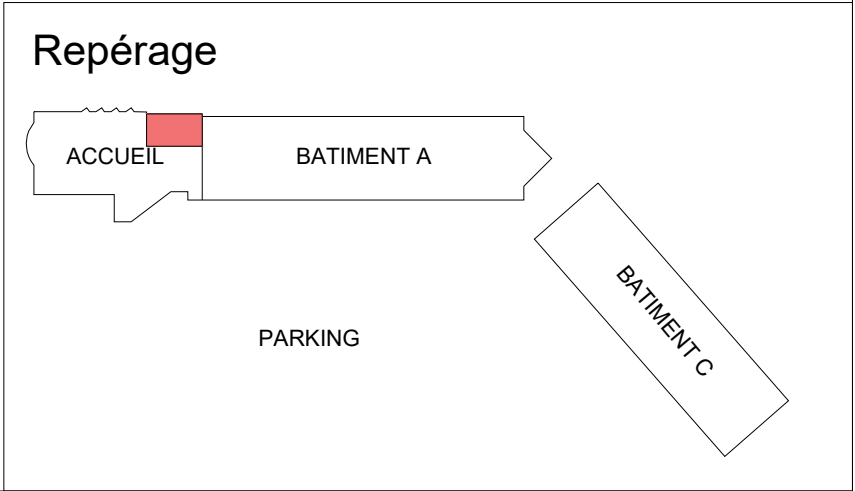 Repérage
ACCUEIL
BATIMENT A
BATIMENT C
PARKING